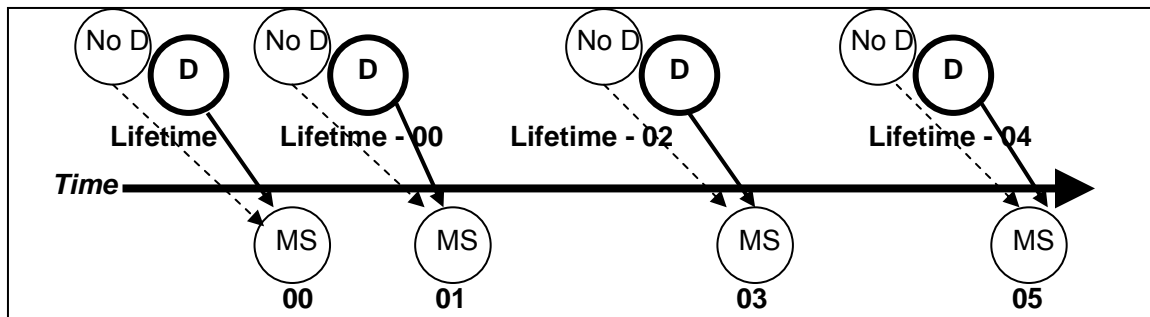 No D D No D D No D D No D D
Lifetime Lifetime - 00 Lifetime - 02 Lifetime - 04
Time
MS MS MS MS
00 01 03 05